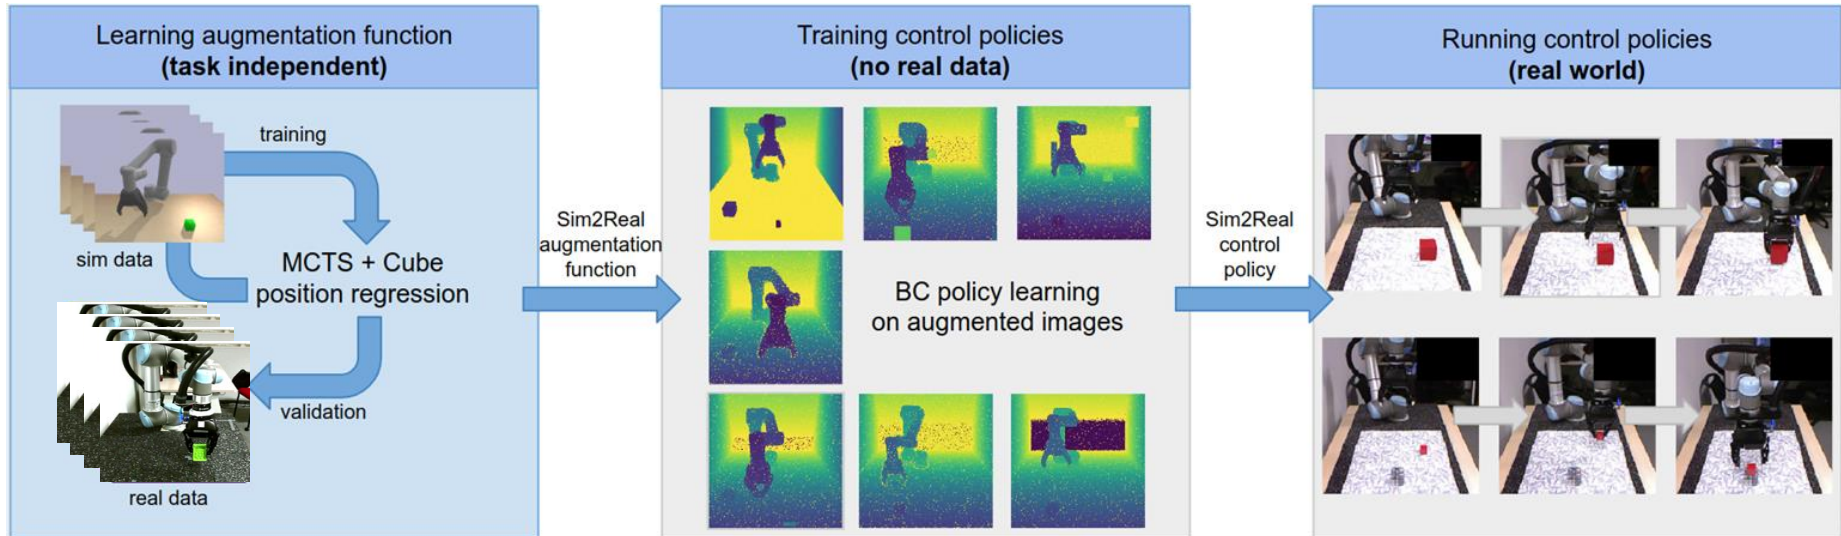 Learning augmentation function
(task independent)
training
sim data
MCTS + Cube
position regression
validation
real data
Sim2Real
augmentation
function
Training control policies
(no real data)
BC policy learning
on augmented images
Sim2Real
control
policy
Running control policies
(real world)